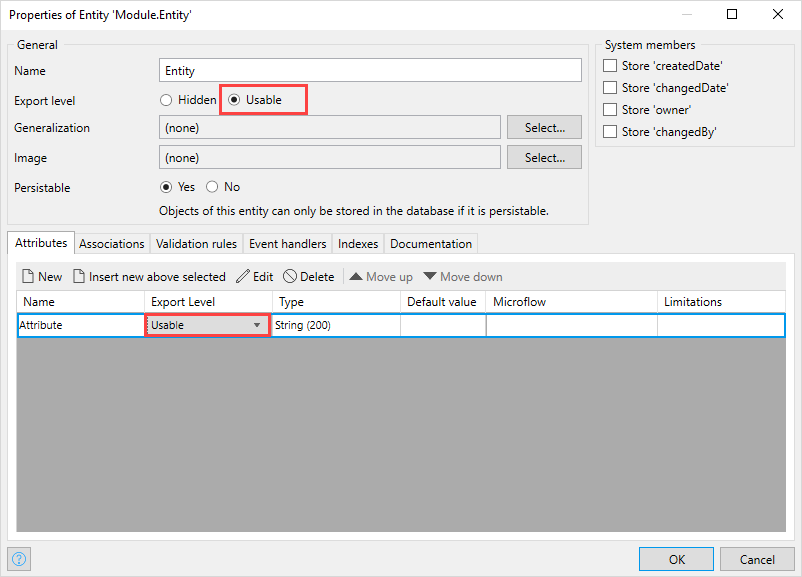 Properties of Entity 'Module.Entity'
General
Name
Entity
Export level
Hidden
Usable
Generalization
(none)
Select...
Image
(none)
Select...
Persistable
Yes
No
Objects of this entity can only be stored in the database if it is persistable.
System members
Store 'createdDate'
Store 'changedDate'
Store 'owner'
Store 'changedBy'
Attributes
Associations
Validation rules
Event handlers
Indexes
Documentation
New
Insert new above selected
Edit
Delete
Move up
Move down
Name
Export Level
Type
Default value
Microflow
Limitations
Attribute
Usable
String (200)
?
OK
Cancel